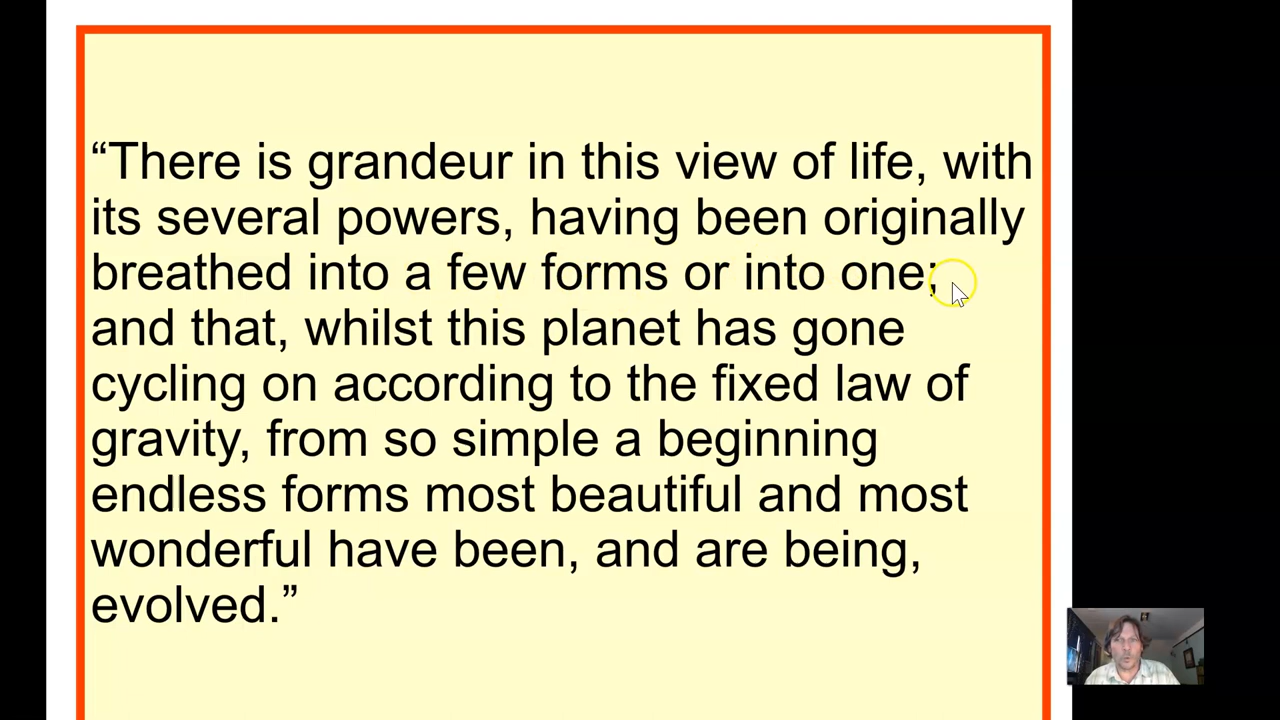 “There is grandeur in this view of life, with
its several powers, having been originally
breathed into a few forms or into one;
and that, whilst this planet has gone
cycling on according to the fixed law of
gravity, from so simple a beginning
endless forms most beautiful and most
wonderful have been, and are being,
evolved.”